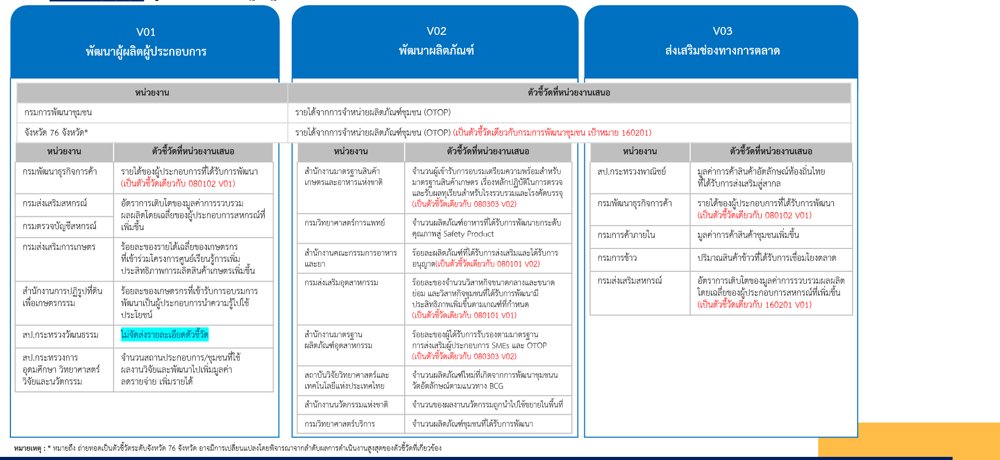 V01
พัฒนาผู้ผลิตผู้ประกอบการ
V02
พัฒนาผลิตภัณฑ์
V03
ส่งเสริมช่องทางการตลาด
หน่วยงาน
ตัวชี้วัดที่หน่วยงานเสนอ
กรมการพัฒนาชุมชน
รายได้จากการจำหน่ายผลิตภัณฑ์ชุมชน (OTOP)
จังหวัด 76 จังหวัด*
รายได้จากการจำหน่ายผลิตภัณฑ์ชุมชน (OTOP) (เป็นตัวชี้วัดเดียวกับกรมการพัฒนาชุมชน เป้าหมาย 160201)
หน่วยงาน
ตัวชี้วัดที่หน่วยงานเสนอ
กรมพัฒนาธุรกิจการค้า
รายได้ของผู้ประกอบการที่ได้รับการพัฒนา
(เป็นตัวชี้วัดเดียวกับ 080102 V01)
กรมส่งเสริมสหกรณ์
กรมตรวจบัญชีสหกรณ์
อัตราการเติบโตของมูลค่าการรวบรวม
ผลผลิตโดยเฉลี่ยของผู้ประกอบการสหกรณ์ที่
เพิ่มขึ้น
กรมส่งเสริมการเกษตร
ร้อยละของรายได้เฉลี่ยของเกษตรกร
ที่เข้าร่วมโครงการศูนย์เรียนรู้การเพิ่ม
ประสิทธิภาพการผลิตสินค้าเกษตรเพิ่มขึ้น
สำนักงานการปฏิรูปที่ดิน
เพื่อเกษตรกรรม
ร้อยละของเกษตรกรที่เข้ารับการอบรมการ
พัฒนาเป็นผู้ประกอบการนำความรู้ไปใช้
ประโยชน์
สป.กระทรวงวัฒนธรรม
ไม่จัดส่งรายละเอียดตัวชี้วัด
สป.กระทรวงการ
อุดมศึกษา วิทยาศาสตร์
วิจัยและนวัตกรรม
จำนวนสถานประกอบการ/ชุมชนที่ใช้
ผลงานวิจัยและพัฒนาไปเพิ่มมูลค่า
ลดรายจ่าย เพิ่มรายได้
หน่วยงาน
ตัวชี้วัดที่หน่วยงานเสนอ
สำนักงานมาตรฐานสินค้า
เกษตรและอาหารแห่งชาติ
จำนวนผู้เข้ารับการอบรมเตรียมความพร้อมสำหรับ
มาตรฐานสินค้าเกษตร เรื่องหลักปฏิบัติในการตรวจ
และรับผลทุเรียนสำหรับโรงรวบรวมและโรงคัดบรรจุ
(เป็นตัวชี้วัดเดียวกับ 080303 V02)
กรมวิทยาศาสตร์การแพทย์
จำนวนผลิตภัณฑ์อาหารที่ได้รับการพัฒนายกระดับ
คุณภาพสู่ Safety Product
สำนักงานคณะกรรมการอาหาร
และยา
ร้อยละผลิตภัณฑ์ที่ได้รับการส่งเสริมและได้รับการ
อนุญาต(เป็นตัวชี้วัดเดียวกับ 080101 V02)
กรมส่งเสริมอุตสาหกรรม
ร้อยละของจำนวนวิสาหกิจขนาดกลางและขนาด
ย่อม และวิสาหกิจชุมชนที่ได้รับการพัฒนามี
ประสิทธิภาพเพิ่มขึ้นตามเกณฑ์ที่กำหนด
(เป็นตัวชี้วัดเดียวกับ 080101 V01)
สำนักงานมาตรฐาน
ผลิตภัณฑ์อุตสาหกรรม
ร้อยละของผู้ได้รับการรับรองตามมาตรฐาน
การส่งเสริมผู้ประกอบการ SMEs และ OTOP
(เป็นตัวชี้วัดเดียวกับ 080303 V02)
สถาบันวิจัยวิทยาศาสตร์และ
เทคโนโลยีแห่งประเทศไทย
จำนวนผลิตภัณฑ์ใหม่ที่เกิดจากการพัฒนาชุมชนน
วัตอัตลักษณ์ตามแนวทาง BCG
สำนักงานนวัตกรรมแห่งชาติ
จำนวนของผลงานนวัตกรรมถูกนำไปใช้ขยายในพื้นที่
กรมวิทยาศาสตร์บริการ
จำนวนผลิตภัณฑ์ชุมชนที่ได้รับการพัฒนา
หน่วยงาน
ตัวชี้วัดที่หน่วยงานเสนอ
สป.กระทรวงพาณิชย์
มูลค่าการค้าสินค้าอัตลักษณ์ท้องถิ่นไทย
ที่ได้รับการส่งเสริมสู่สากล
กรมพัฒนาธุรกิจการค้า
รายได้ของผู้ประกอบการที่ได้รับการพัฒนา
(เป็นตัวชี้วัดเดียวกับ 080102 V01)
กรมการค้าภายใน
มูลค่าการค้าสินค้าชุมชนเพิ่มขึ้น
กรมการข้าว
ปริมาณสินค้าข้าวที่ได้รับการเชื่อมโยงตลาด
กรมส่งเสริมสหกรณ์
อัตราการเติบโตของมูลค่าการรวบรวมผลผลิต
โดยเฉลี่ยของผู้ประกอบการสหกรณ์ที่เพิ่มขึ้น
(เป็นตัวชี้วัดเดียวกับ 160201 V01)
หมายเหตุ : * หมายถึง ถ่ายทอดเป็นตัวชี้วัดระดับจังหวัด 76 จังหวัด อาจมีการเปลี่ยนแปลงโดยพิจารณาจากลำดับผลการดำเนินงานสูงสุดของตัวชี้วัดที่เกี่ยวข้อง